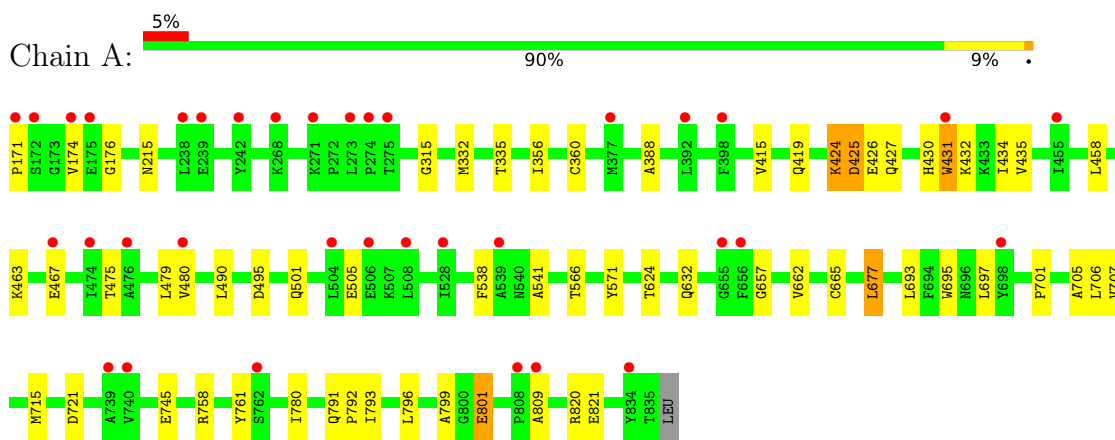 5%
Chain A:
90% 9% •
P171 S172 G173 V174 E175 G176 N215 L238 E239 Y242 K268 K271 P272 L273 P274 T275 G315 M332 T335 I356 C360 M377 A388 L392 F398 V415 Q419 K424 D425 E426 Q427 H430 W431 K432 K433 I434 V435 I455 L458
K463 E467 I474 T475 A476 L479 V480 L490 D495 Q501 L504 E505 E506 K507 L508 I528 F538 A539 N540 A541 T566 Y571 T624 Q632 G655 F656 G657 V662 C665 L677 L693 F694 W695 N696 L697 Y698 P701 A705 L706 V707
M715 D721 A739 V740 E745 R758 Y761 S762 I780 Q791 P792 I793 L796 A799 G800 E801 P808 A809 R820 E821 Y834 T835 LEU